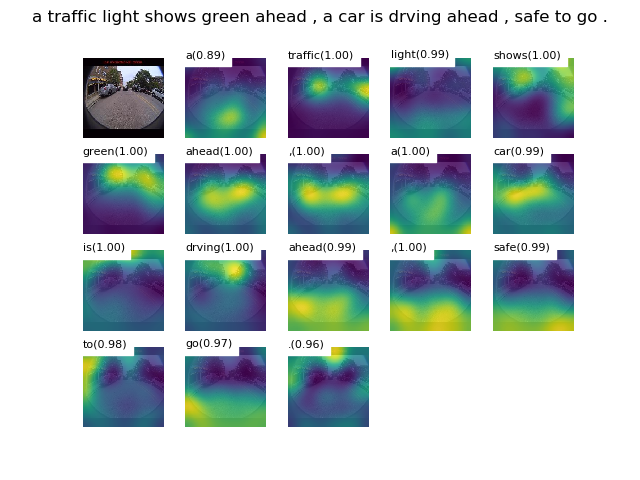 a traffic light shows green ahead , a car is drving ahead , safe to go .
a(0.89) traffic(1.00) light(0.99) shows(1.00)
green(1.00) ahead(1.00) ,(1.00) a(1.00) car(0.99)
is(1.00) drving(1.00) ahead(0.99) ,(1.00) safe(0.99)
to(0.98) go(0.97) .(0.96)